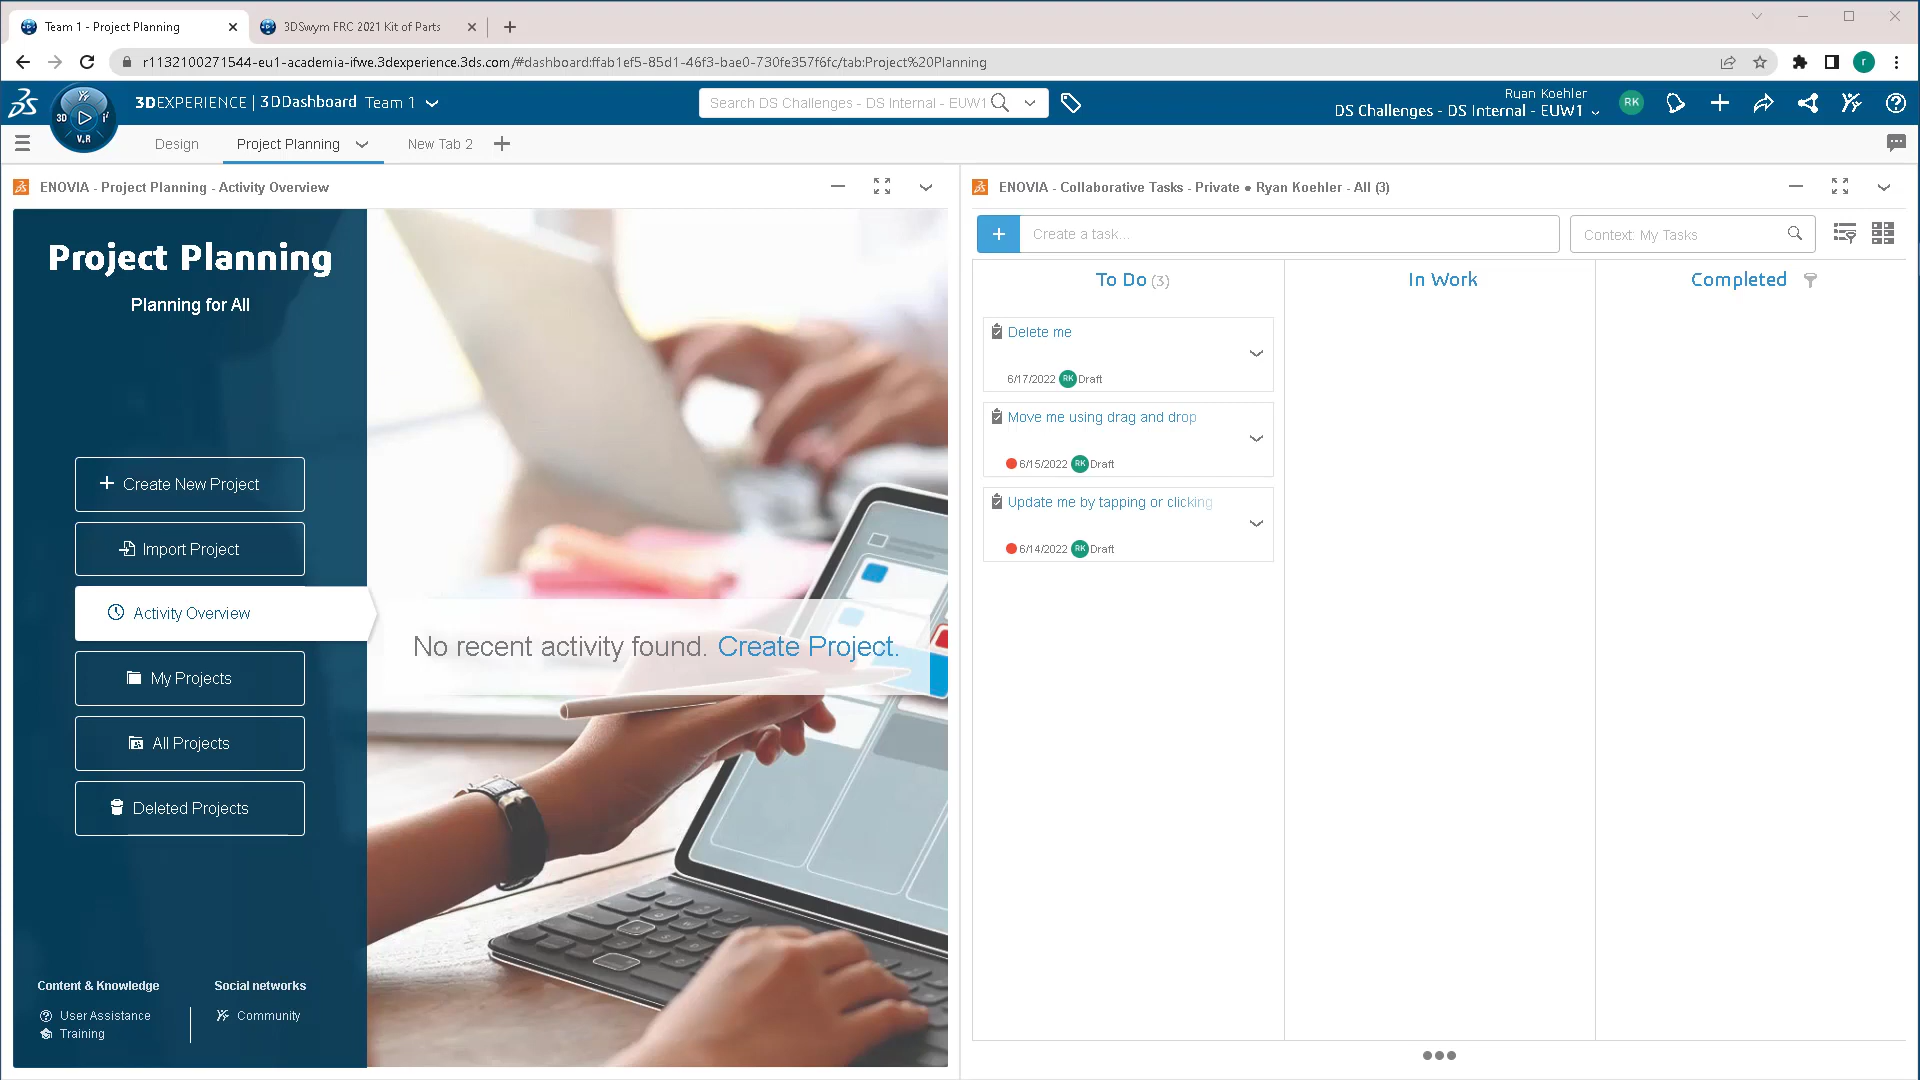 Team 1 - Project Planning
3DSwym FRC 2021 Kit of Parts
r1132100271544-eu1-academia-ifwe.3dexperience.3ds.com/#dashboard:ffab1ef5-85d1-46f3-bae0-730fe357f6fc/tab:Project%20Planning
r
3D
V.R
3DEXPERIENCE | 3DDashboard Team 1
Search DS Challenges - DS Internal - EUW1
Ryan Koehler
DS Challenges - DS Internal - EUW1
RK
Design
Project Planning
New Tab 2
ENOVIA - Project Planning - Activity Overview
Project Planning
Planning for All
Create New Project
Import Project
Activity Overview
My Projects
All Projects
Deleted Projects
No recent activity found. Create Project.
Content & Knowledge
User Assistance
Training
Social networks
Community
ENOVIA - Collaborative Tasks - Private ● Ryan Koehler - All (3)
Create a task...
Context: My Tasks
To Do (3)
In Work
Completed
Delete me
6/17/2022 RK Draft
Move me using drag and drop
6/15/2022 RK Draft
Update me by tapping or clicking
6/14/2022 RK Draft